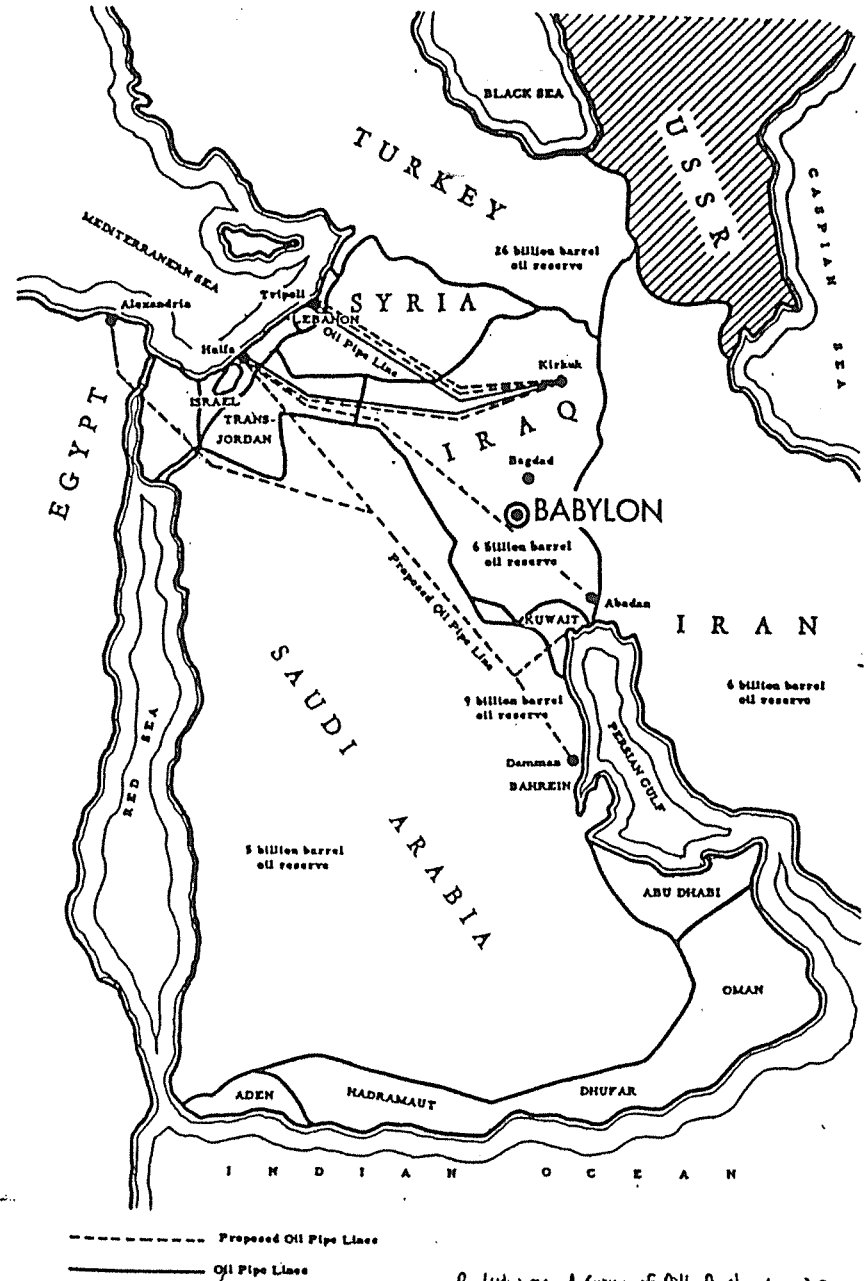 BLACK SEA
USSR
CASPIAN SEA
TURKEY
MEDITERRANEAN SEA
26 billion barrel
oil reserve
Alexandria
Tripoli
SYRIA
LEBANON
Oil Pipe Line
Haifa
Kirkuk
ISRAEL
TRANS-
JORDAN
EGYPT
IRAQ
Bagdad
BABYLON
6 billion barrel
oil reserve
Abadan
Proposed Oil Pipe Line
KUWAIT
IRAN
SAUDI ARABIA
9 billion barrel
oil reserve
6 billion barrel
oil reserve
RED SEA
Damman
BAHREIN
PERSIAN GULF
5 billion barrel
oil reserve
ABU DHABI
OMAN
ADEN
HADRAMAUT
DHUFAR
INDIAN OCEAN
Proposed Oil Pipe Lines
Oil Pipe Lines